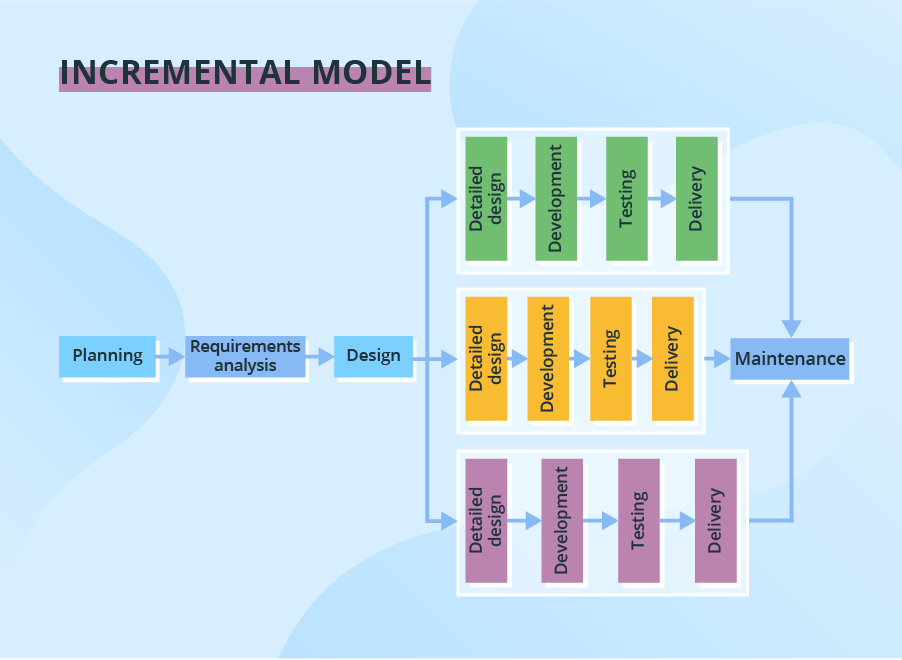 INCREMENTAL MODEL
Planning
Requirements
analysis
Design
Detailed
design
Development
Testing
Delivery
Detailed
design
Development
Testing
Delivery
Maintenance
Detailed
design
Development
Testing
Delivery